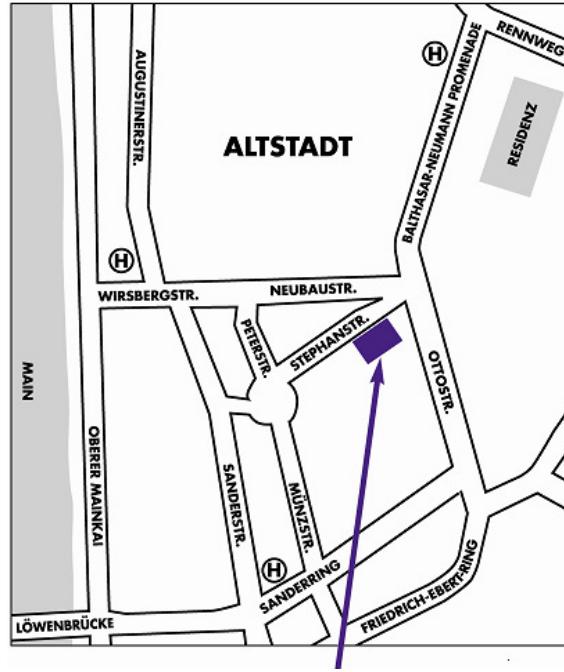 RENNWEG
H
AUGUSTINERSTR.
BALTHASAR-NEUMANN PROMENADE
RESIDENZ
ALTSTADT
H
WIRSBERGSTR.
NEUBAUSTR.
PETERSTR.
STEPHANSTR.
MAIN
OTTOSTR.
OBERER MAINKAI
SANDERSTR.
MÜNZSTR.
H
SANDERRING
FRIEDRICH-EBERT-RING
LÖWENBRÜCKE